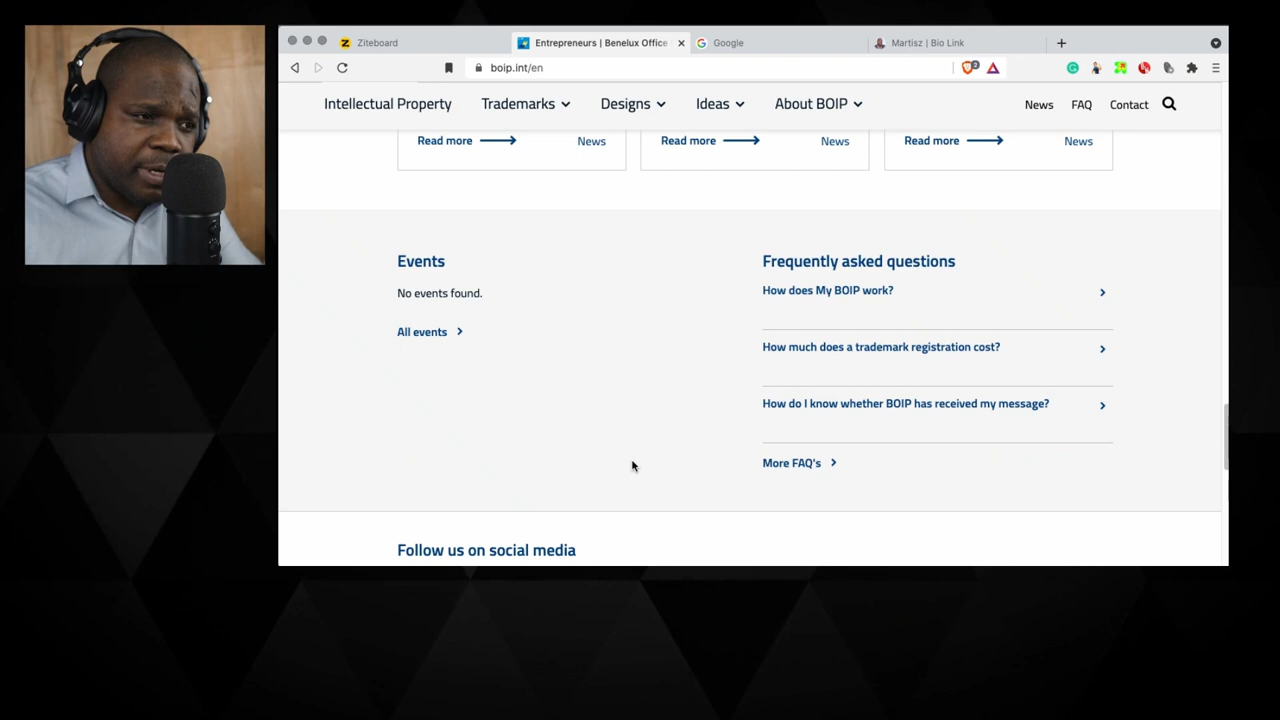 Ziteboard
Entrepreneurs | Benelux Office
Google
Martisz | Bio Link
boip.int/en
2
Intellectual Property
Trademarks
Designs
Ideas
About BOIP
News
FAQ
Contact
Read more
News
Read more
News
Read more
News
Events
No events found.
All events
Frequently asked questions
How does My BOIP work?
How much does a trademark registration cost?
How do I know whether BOIP has received my message?
More FAQ's
Follow us on social media